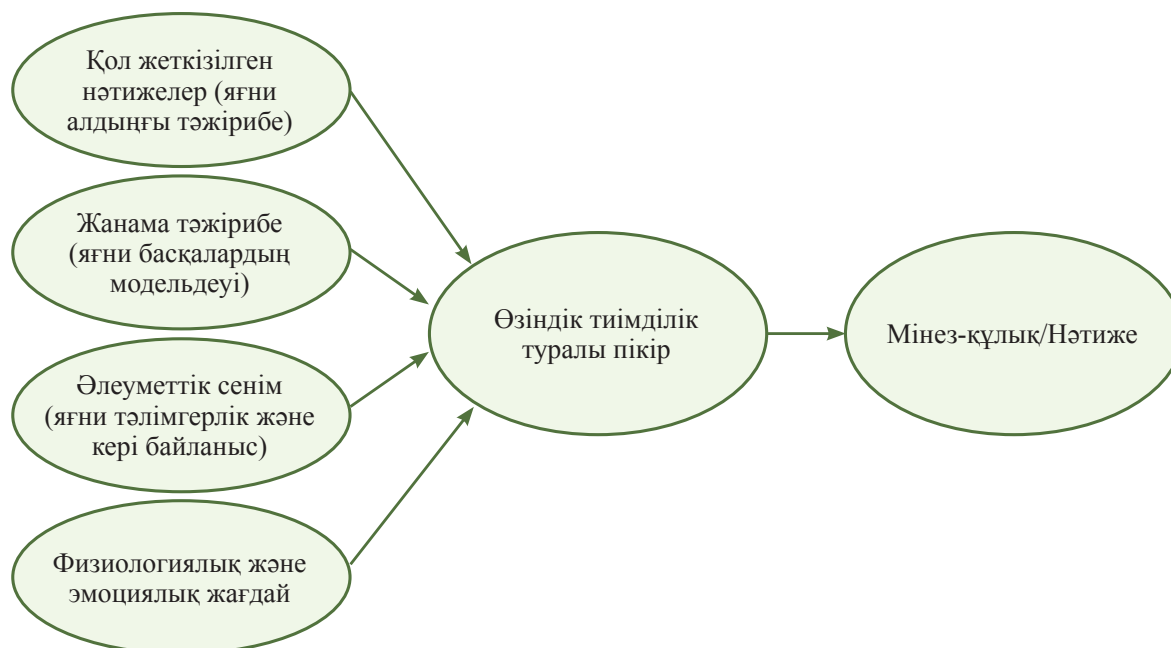 Қол жеткізілген
нәтижелер (яғни
алдыңғы тәжірибе)
Жанама тәжірибе
(яғни басқалардың
модельдеуі)
Әлеуметтік сенім
(яғни тәлімгерлік және
кері байланыс)
Физиологиялық және
эмоциялық жағдай
Өзіндік тиімділік
туралы пікір
Мінез-құлық/Нәтиже